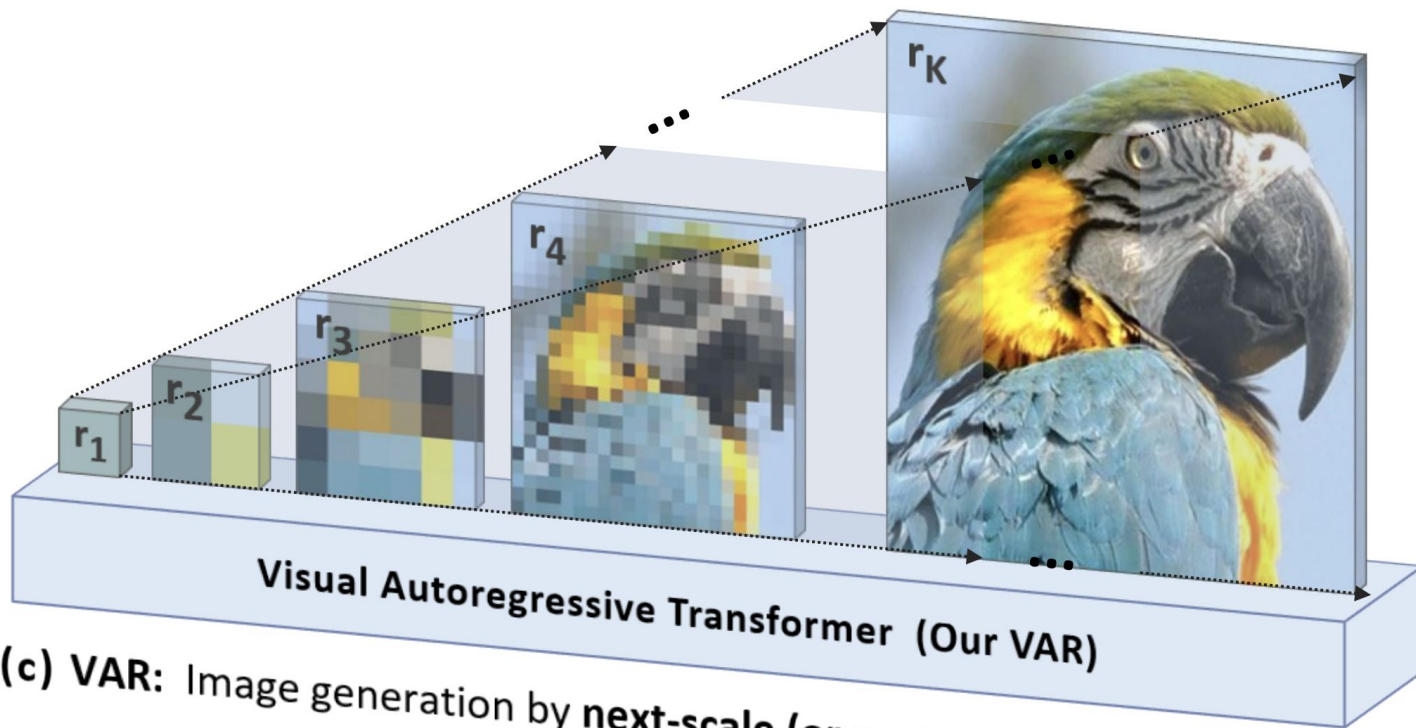 r1
r2
r3
r4
rK
Visual Autoregressive Transformer (Our VAR)
(c) VAR: Image generation by next-scale